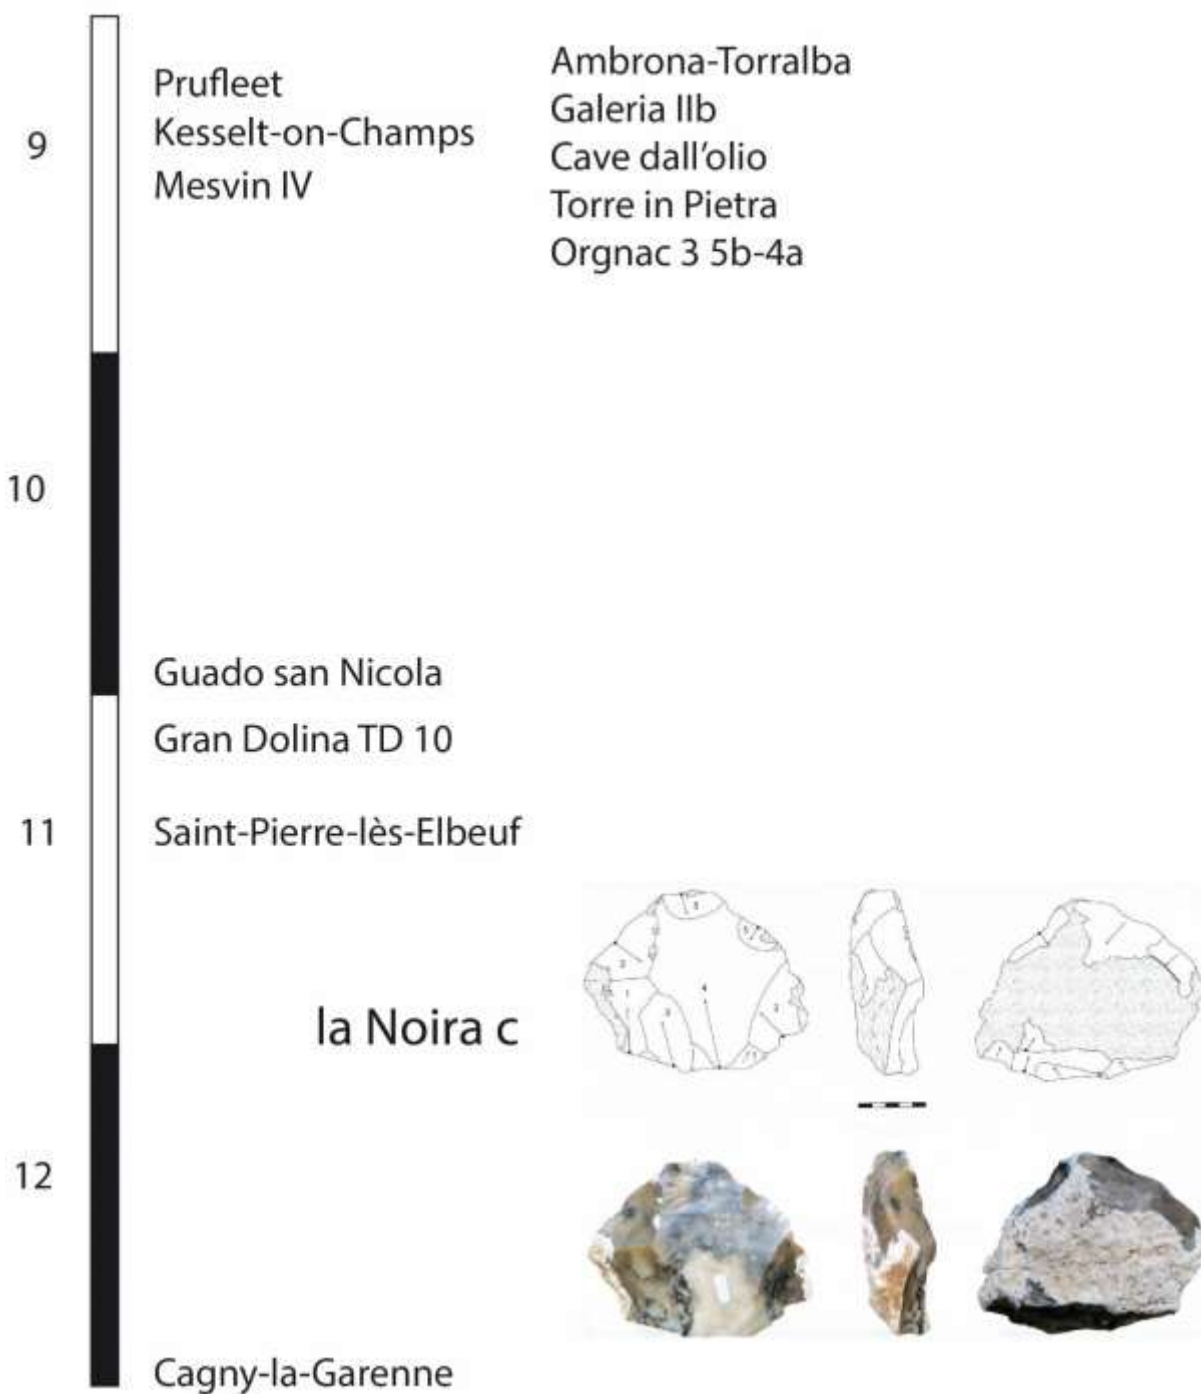 9
Prufleet
Kesselt-on-Champs
Mesvin IV
Ambrona-Torralba
Galeria IIb
Cave dall'olio
Torre in Pietra
Orgnac 3 5b-4a
10
Guado san Nicola
Gran Dolina TD 10
11
Saint-Pierre-lès-Elbeuf
la Noira c
12
Cagny-la-Garenne